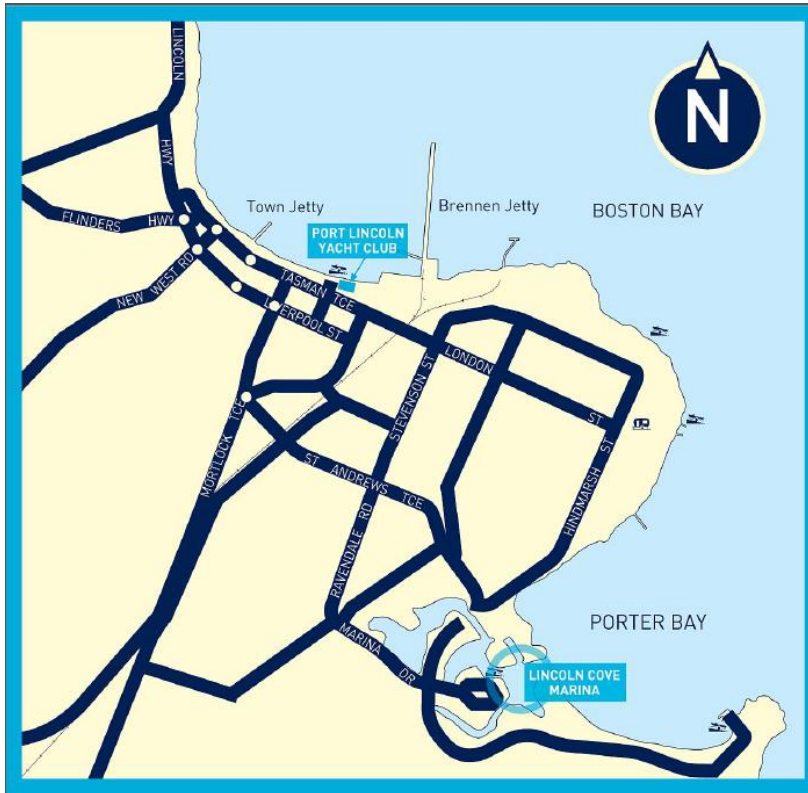 LINCOLN
HWY
N
Town Jetty
Brennen Jetty
BOSTON BAY
PORT LINCOLN
YACHT CLUB
FLINDERS HWY
NEW WEST RD
TASMAN TCE
LIVERPOOL ST
LONDON ST
STEVENSON ST
MORTLOCK TCE
ST ANDREWS TCE
HINDMARSH ST
RAVENDALE RD
MARINA DR
PORTER BAY
LINCOLN COVE
MARINA